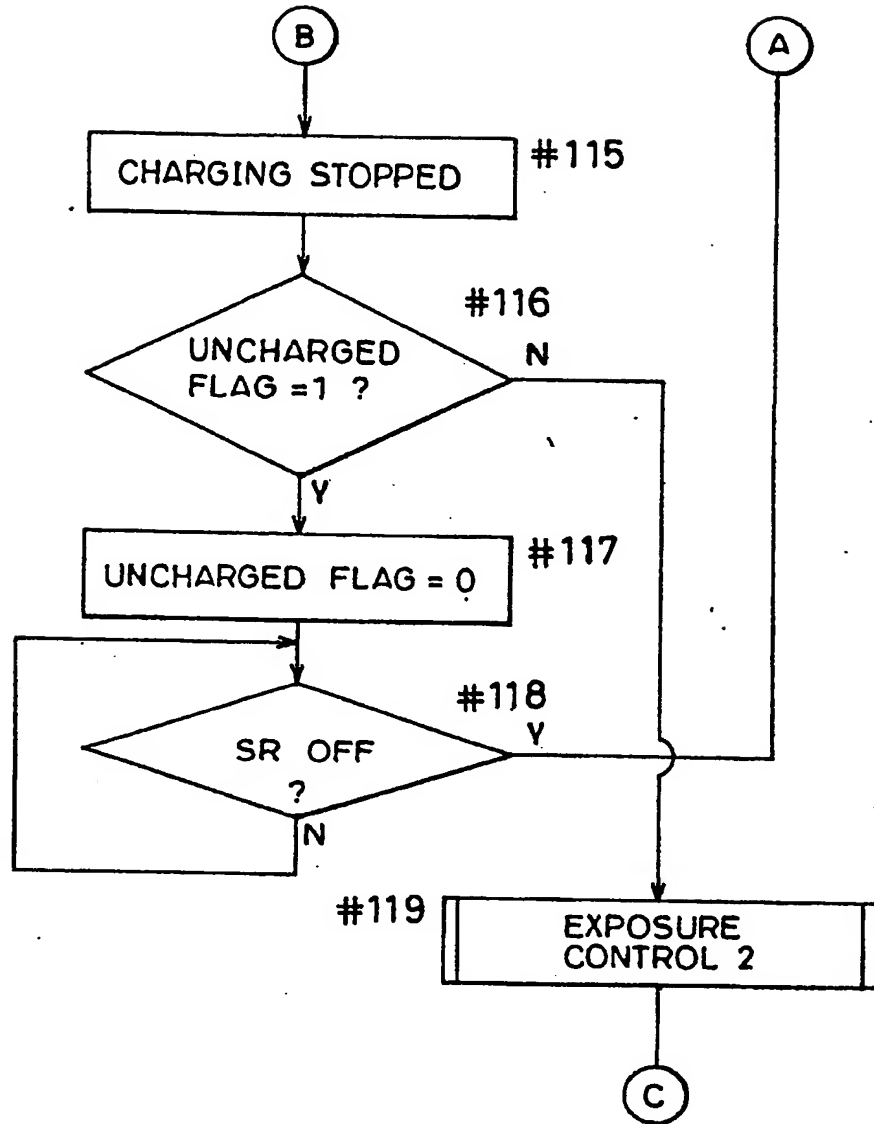 B
A
CHARGING STOPPED
#115
#116
UNCHARGED
FLAG =1 ?
N
Y
UNCHARGED FLAG = 0
#117
#118
SR OFF
?
Y
N
#119
EXPOSURE
CONTROL 2
C